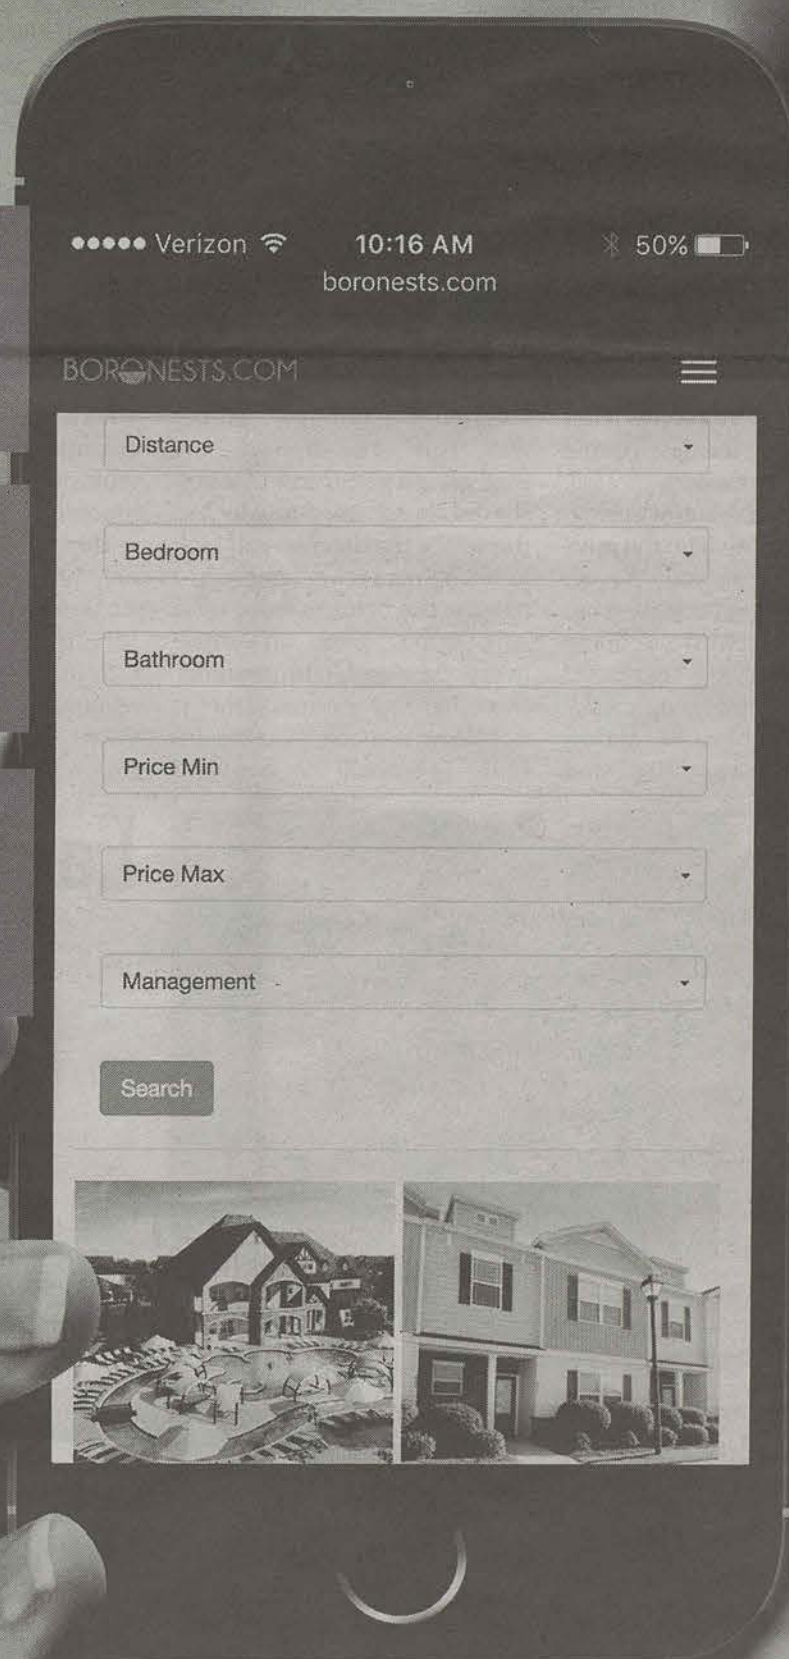 ●●●●● Verizon 10:16 AM 50%
boronests.com
BORONESTS.COM
Distance
Bedroom
Bathroom
Price Min
Price Max
Management
Search